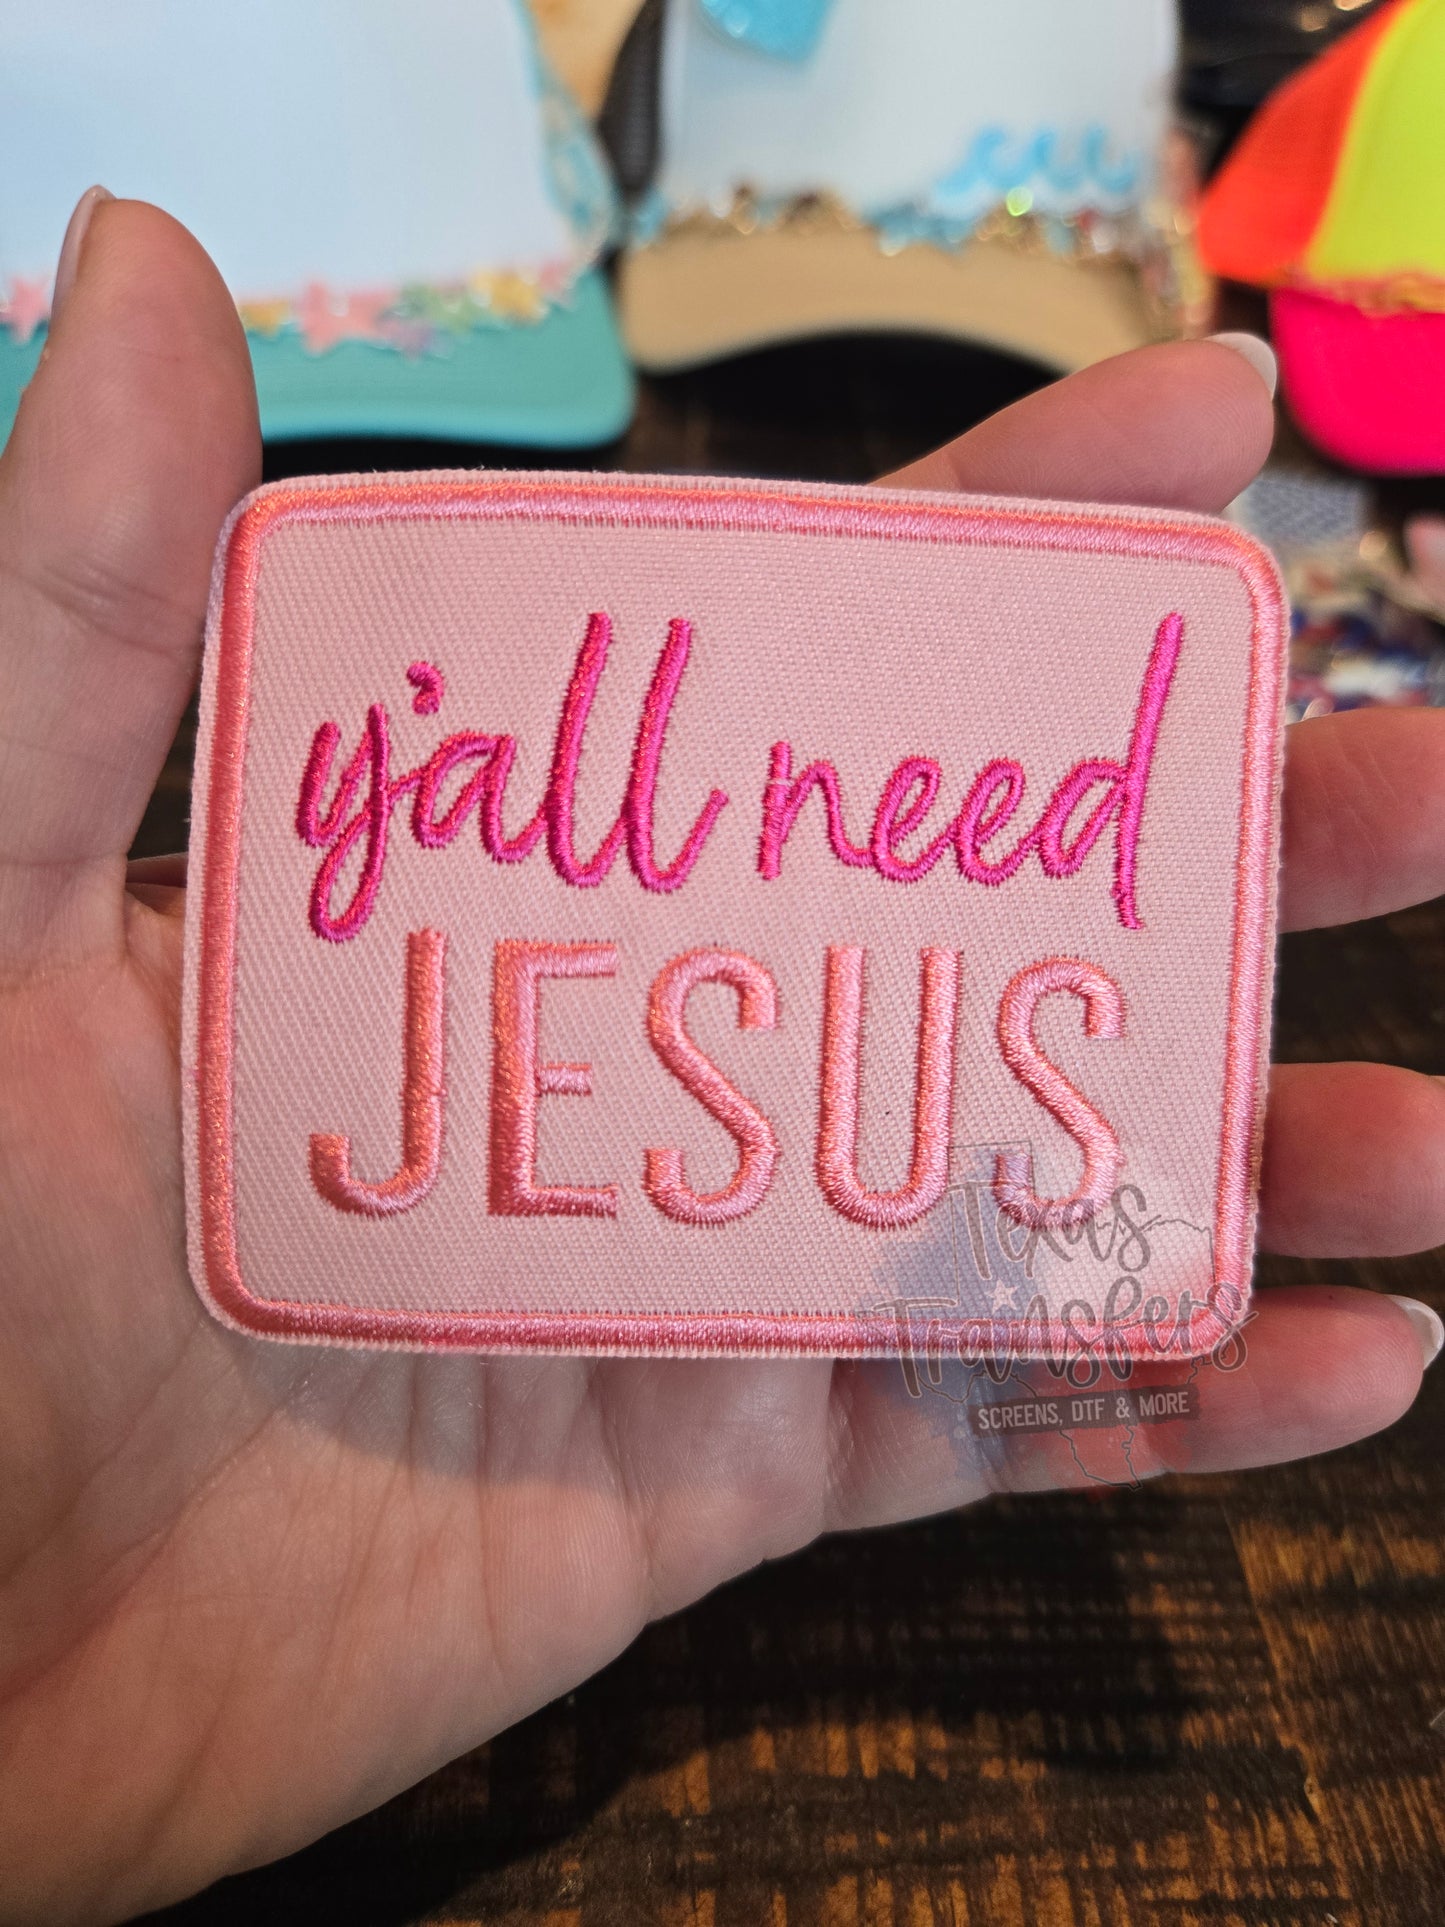 y'all need
JESUS
Texas
Transfers
SCREENS, DTF & MORE